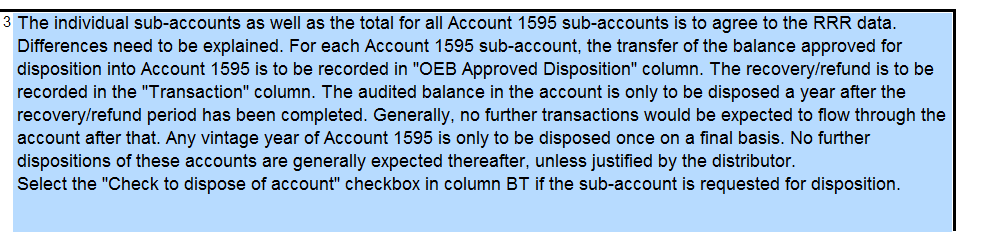 3 The individual sub-accounts as well as the total for all Account 1595 sub-accounts is to agree to the RRR data.
Differences need to be explained. For each Account 1595 sub-account, the transfer of the balance approved for
disposition into Account 1595 is to be recorded in "OEB Approved Disposition" column. The recovery/refund is to be
recorded in the "Transaction" column. The audited balance in the account is only to be disposed a year after the
recovery/refund period has been completed. Generally, no further transactions would be expected to flow through the
account after that. Any vintage year of Account 1595 is only to be disposed once on a final basis. No further
dispositions of these accounts are generally expected thereafter, unless justified by the distributor.
Select the "Check to dispose of account" checkbox in column BT if the sub-account is requested for disposition.